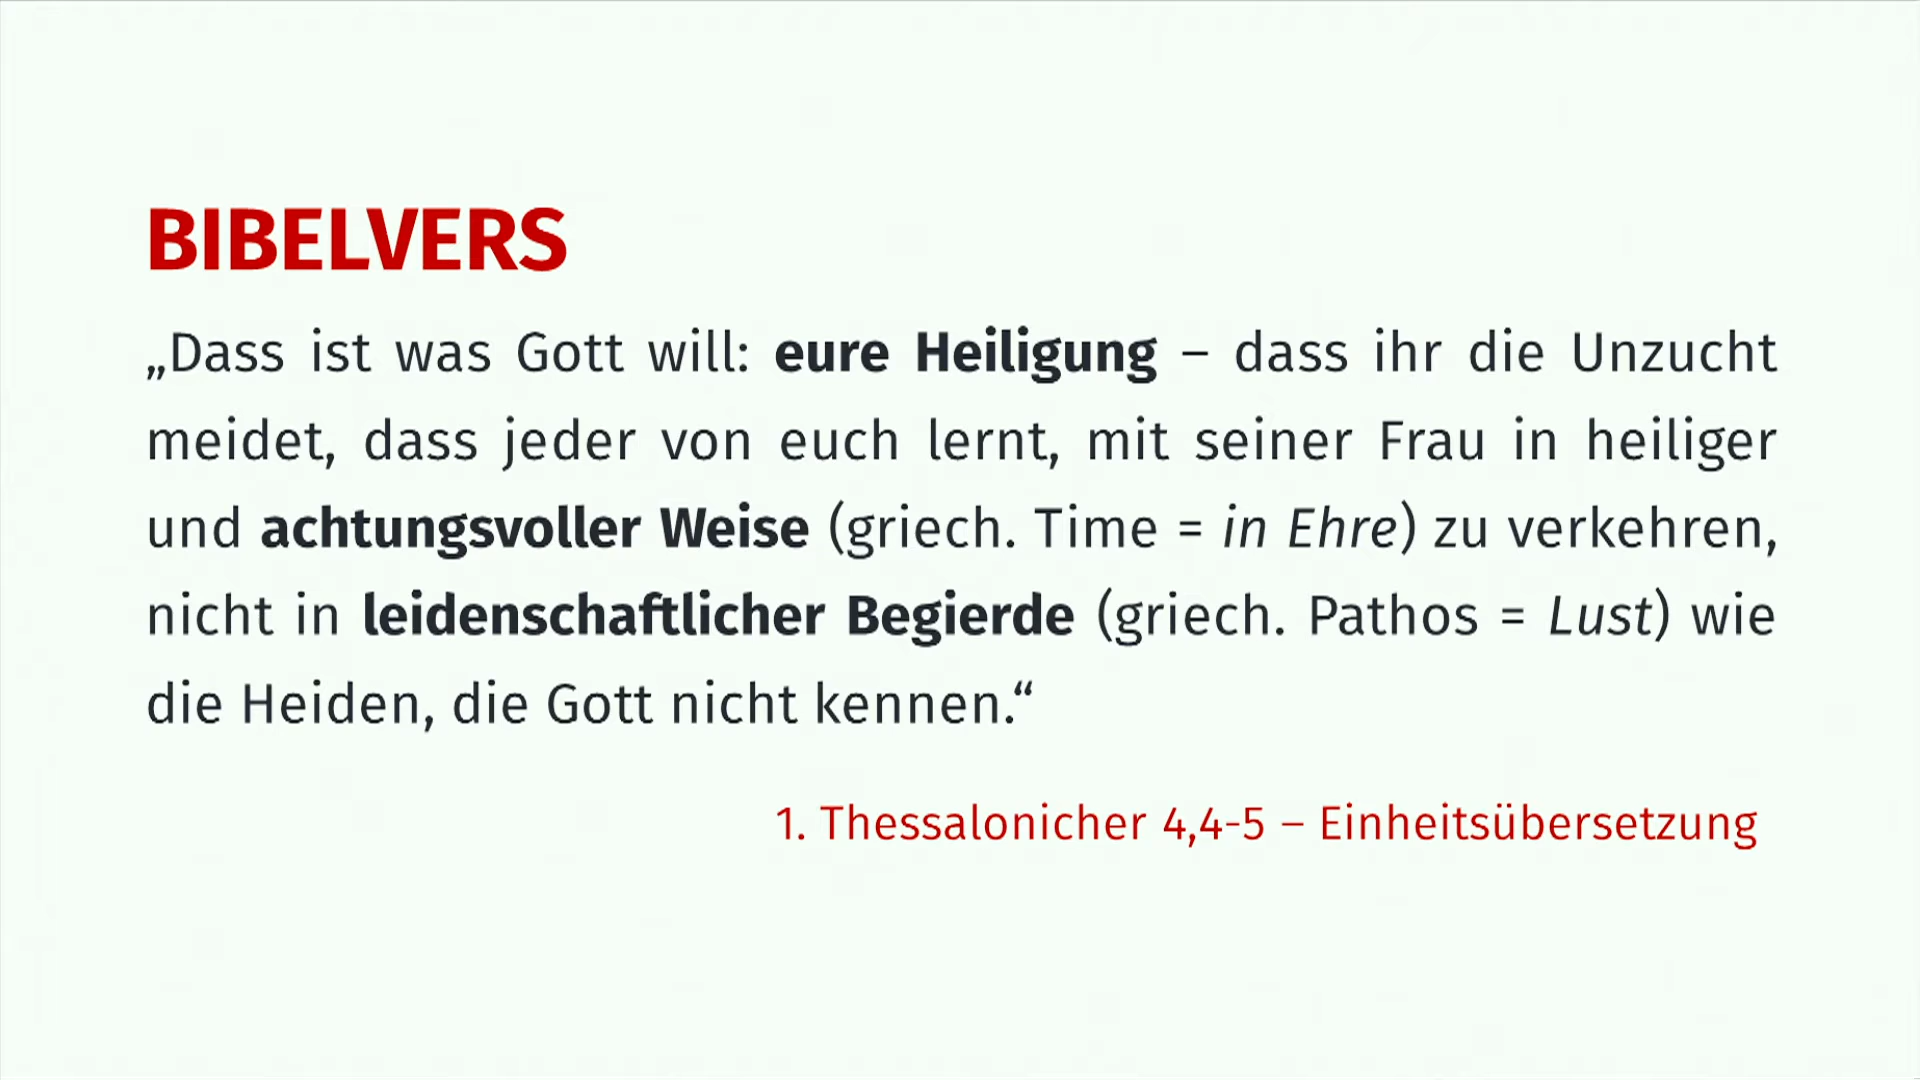 BIBELVERS
„Dass ist was Gott will: eure Heiligung – dass ihr die Unzucht
meidet, dass jeder von euch lernt, mit seiner Frau in heiliger
und achtungsvoller Weise (griech. Time = in Ehre) zu verkehren,
nicht in leidenschaftlicher Begierde (griech. Pathos = Lust) wie
die Heiden, die Gott nicht kennen.“
1. Thessalonicher 4,4-5 – Einheitsübersetzung